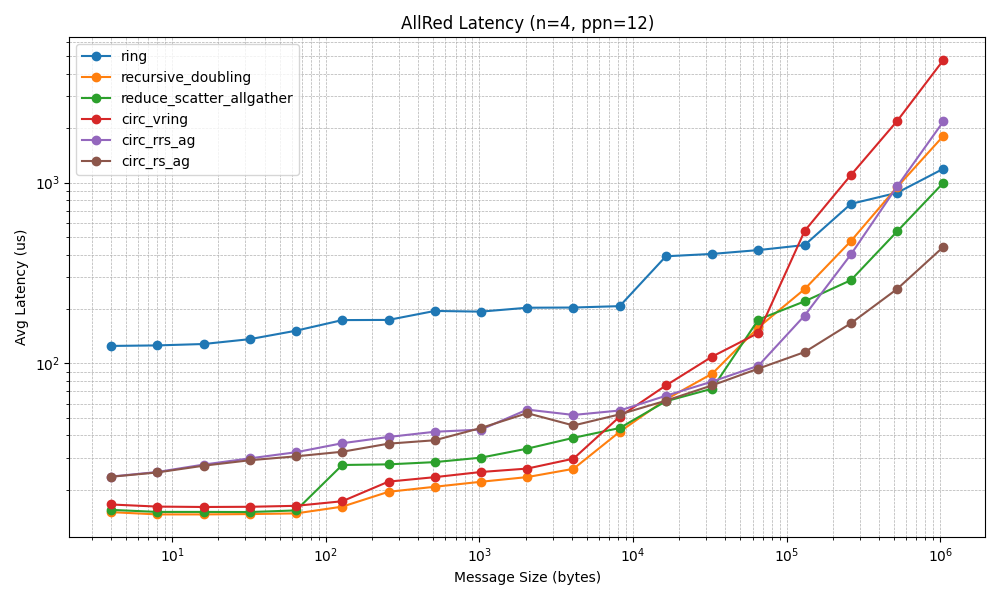 AllRed Latency (n=4, ppn=12)
ring
recursive_doubling
reduce_scatter_allgather
circ_vring
circ_rrs_ag
circ_rs_ag
Avg Latency (us)
10³
10²
10¹ 10² 10³ 10⁴ 10⁵ 10⁶
Message Size (bytes)